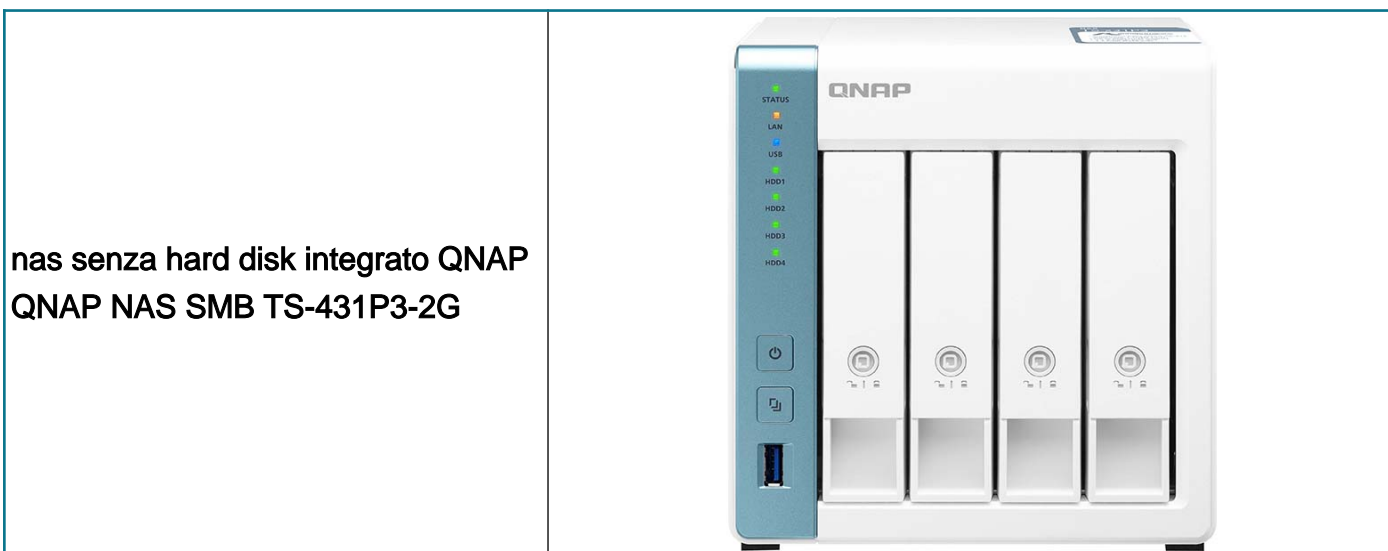 nas senza hard disk integrato QNAP
QNAP NAS SMB TS-431P3-2G
QNAP
STATUS
LAN
USB
HDD1
HDD2
HDD3
HDD4